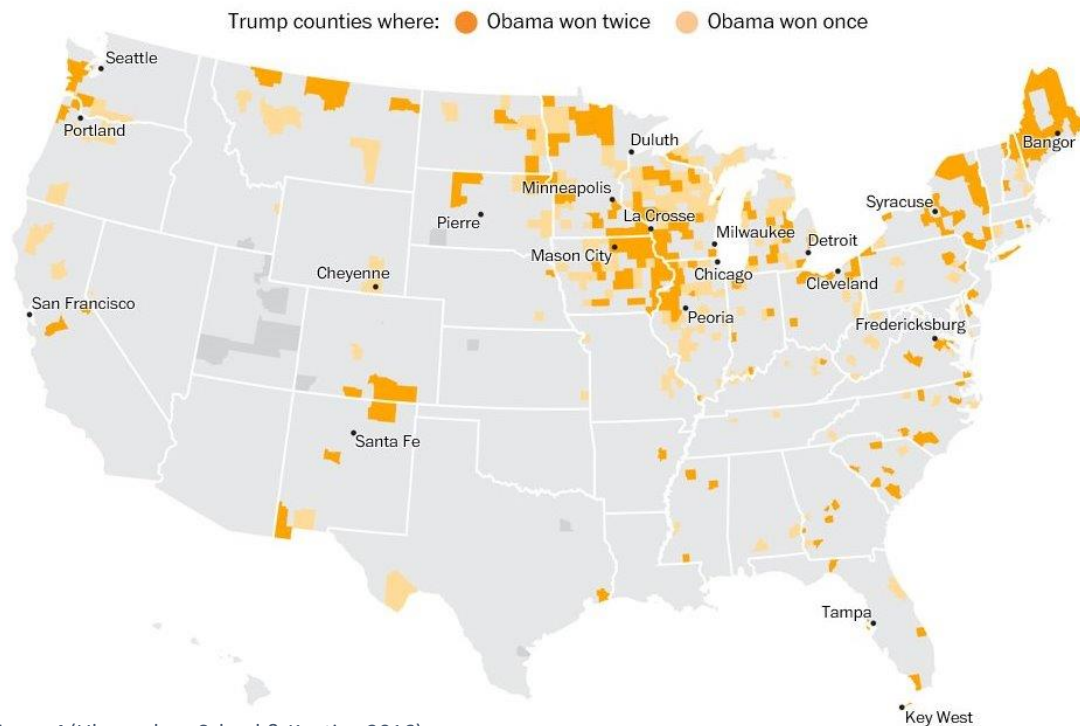 Trump counties where: Obama won twice Obama won once
Seattle
Portland
Duluth
Bangor
Minneapolis
Syracuse
Pierre
La Crosse
Milwaukee
Detroit
Mason City
Cheyenne
Chicago
Cleveland
San Francisco
Peoria
Fredericksburg
Santa Fe
Tampa
Key West